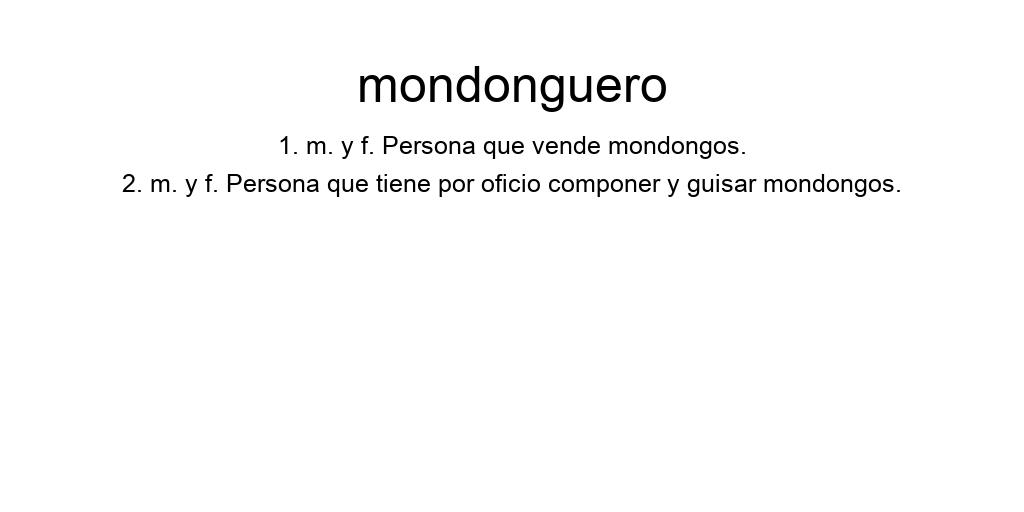 mondonguero
1. m. y f. Persona que vende mondongos.
2. m. y f. Persona que tiene por oficio componer y guisar mondongos.